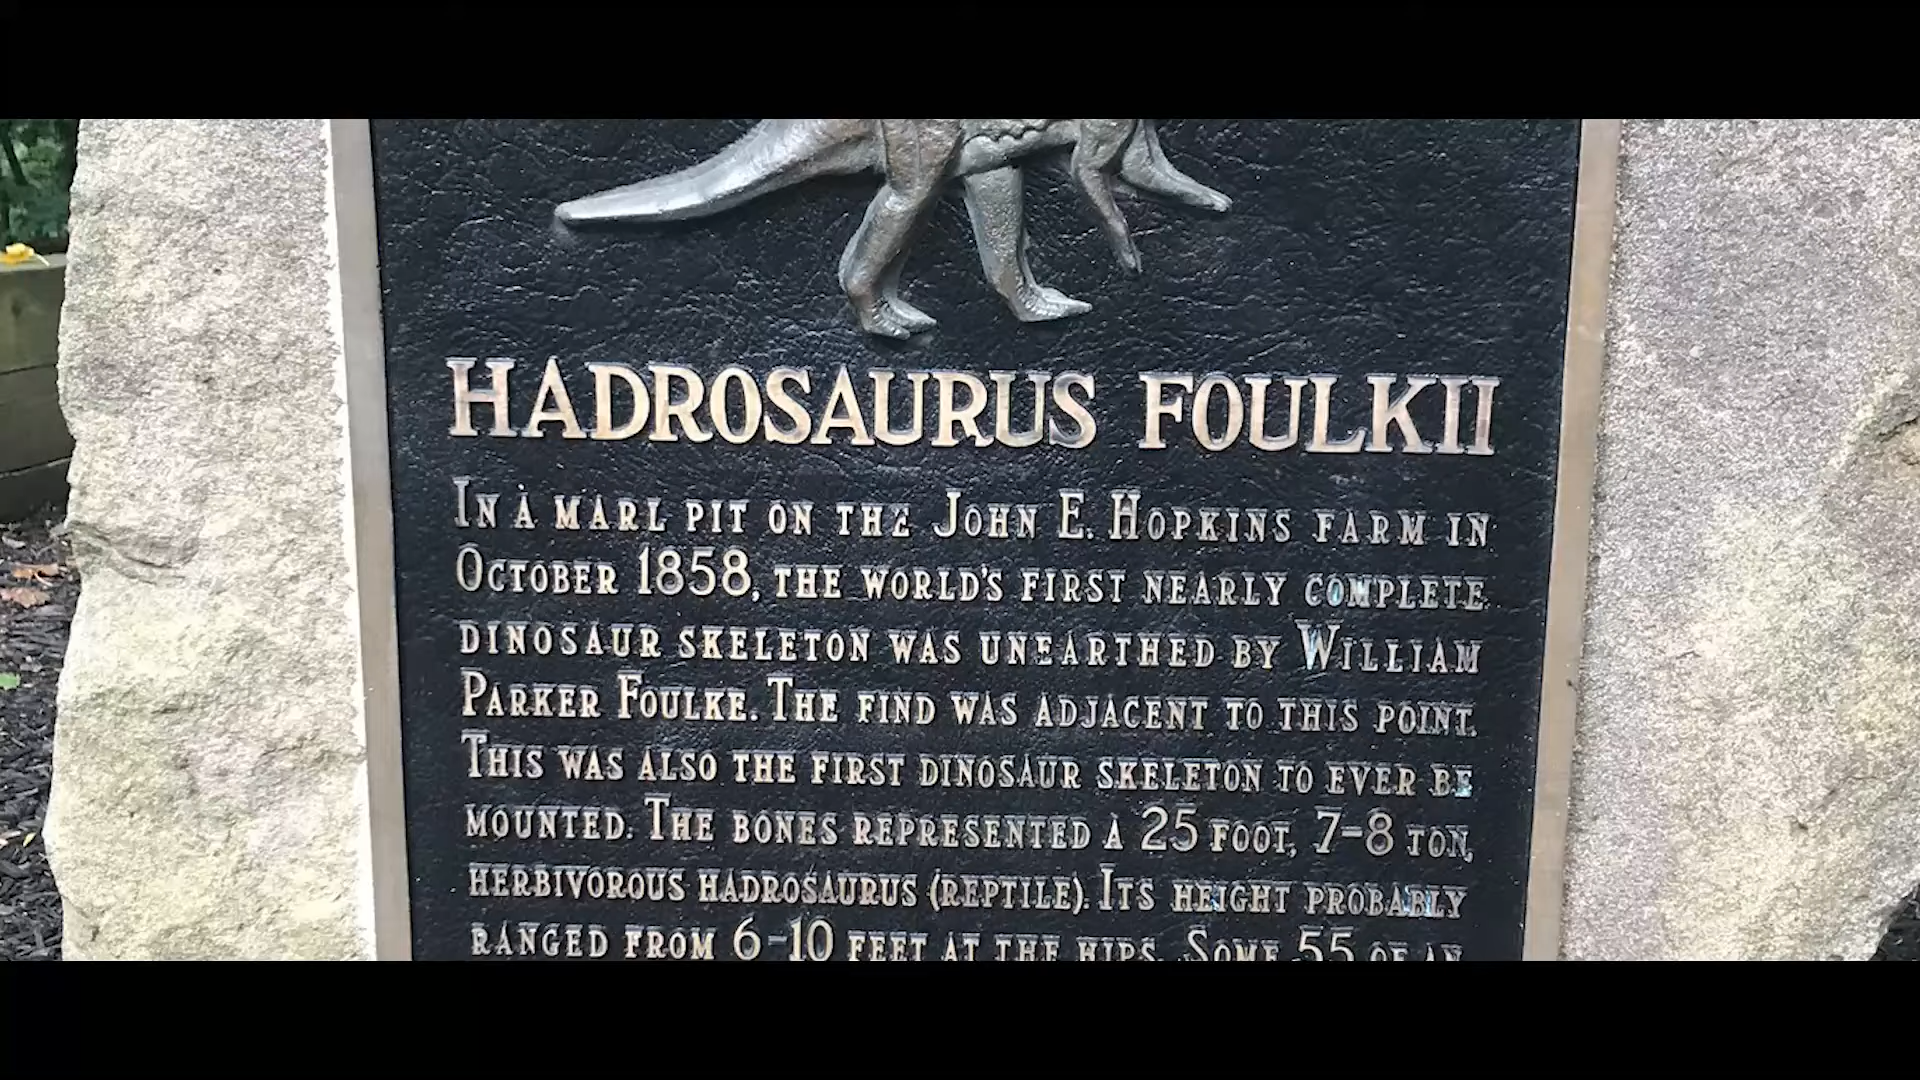 HADROSAURUS FOULKII
IN A MARL PIT ON THE JOHN E. HOPKINS FARM IN
OCTOBER 1858, THE WORLD'S FIRST NEARLY COMPLETE
DINOSAUR SKELETON WAS UNEARTHED BY WILLIAM
PARKER FOULKE. THE FIND WAS ADJACENT TO THIS POINT.
THIS WAS ALSO THE FIRST DINOSAUR SKELETON TO EVER BE
MOUNTED. THE BONES REPRESENTED A 25 FOOT, 7-8 TON,
HERBIVOROUS HADROSAURUS (REPTILE). ITS HEIGHT PROBABLY
RANGED FROM 6-10 FEET AT THE HIPS. SOME 55 OF AN